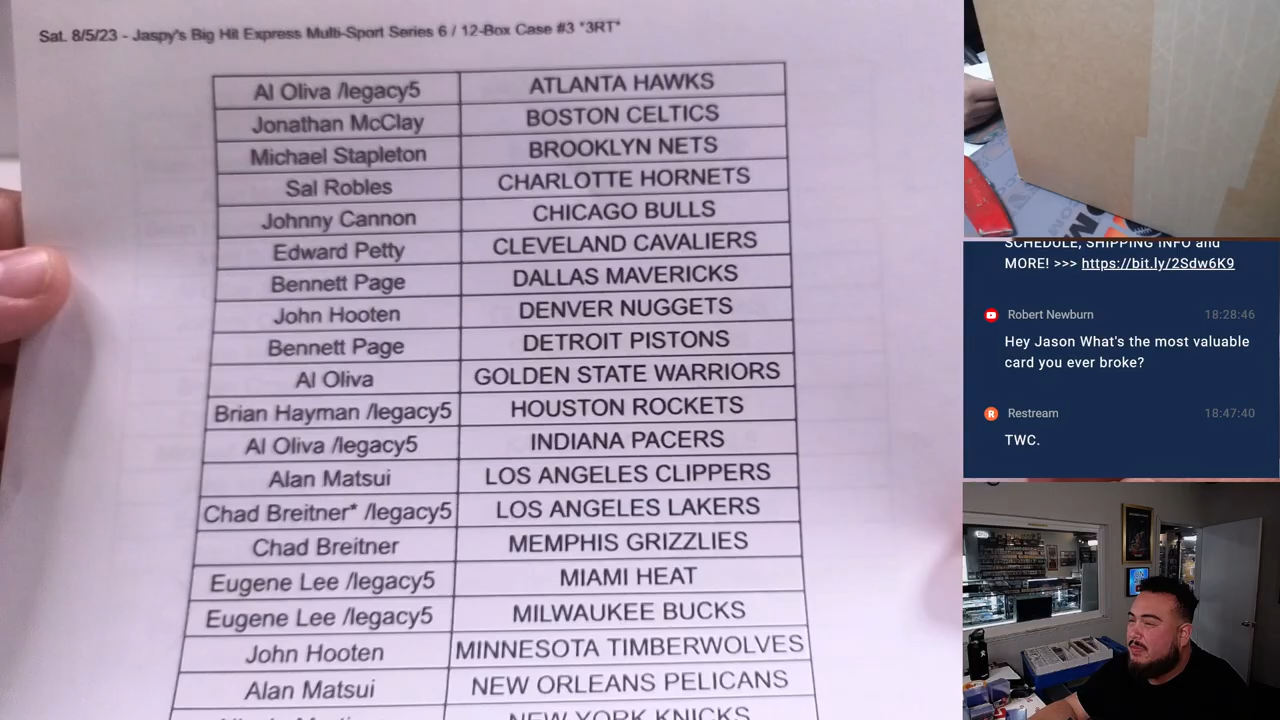 Sat. 8/5/23 - Jaspy's Big Hit Express Multi-Sport Series 6 / 12-Box Case #3 *3RT*
Al Oliva /legacy5 ATLANTA HAWKS
Jonathan McClay BOSTON CELTICS
Michael Stapleton BROOKLYN NETS
Sal Robles CHARLOTTE HORNETS
Johnny Cannon CHICAGO BULLS
Edward Petty CLEVELAND CAVALIERS
Bennett Page DALLAS MAVERICKS
John Hooten DENVER NUGGETS
Bennett Page DETROIT PISTONS
Al Oliva GOLDEN STATE WARRIORS
Brian Hayman /legacy5 HOUSTON ROCKETS
Al Oliva /legacy5 INDIANA PACERS
Alan Matsui LOS ANGELES CLIPPERS
Chad Breitner* /legacy5 LOS ANGELES LAKERS
Chad Breitner MEMPHIS GRIZZLIES
Eugene Lee /legacy5 MIAMI HEAT
Eugene Lee /legacy5 MILWAUKEE BUCKS
John Hooten MINNESOTA TIMBERWOLVES
Alan Matsui NEW ORLEANS PELICANS
NEW YORK KNICKS
SCHEDULE, SHIPPING INFO and
MORE! >>> https://bit.ly/2Sdw6K9
Robert Newburn 18:28:46
Hey Jason What's the most valuable
card you ever broke?
R Restream 18:47:40
TWC.